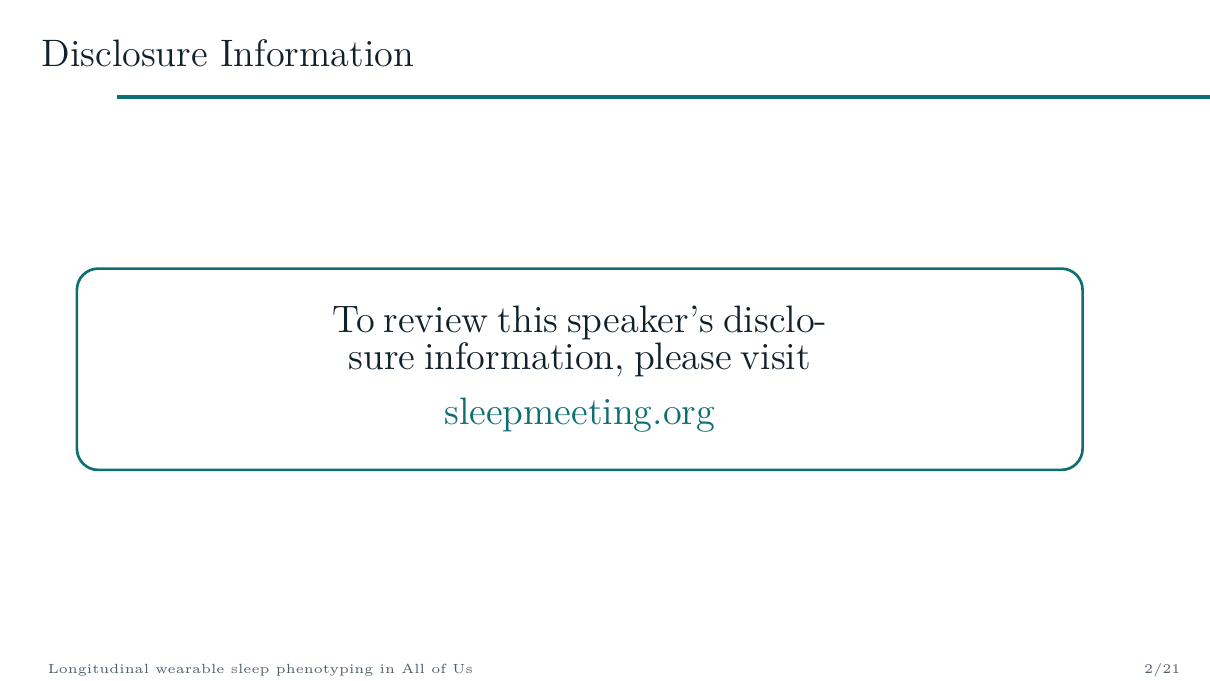 Disclosure Information
To review this speaker's disclo-
sure information, please visit
sleepmeeting.org
Longitudinal wearable sleep phenotyping in All of Us
2/21